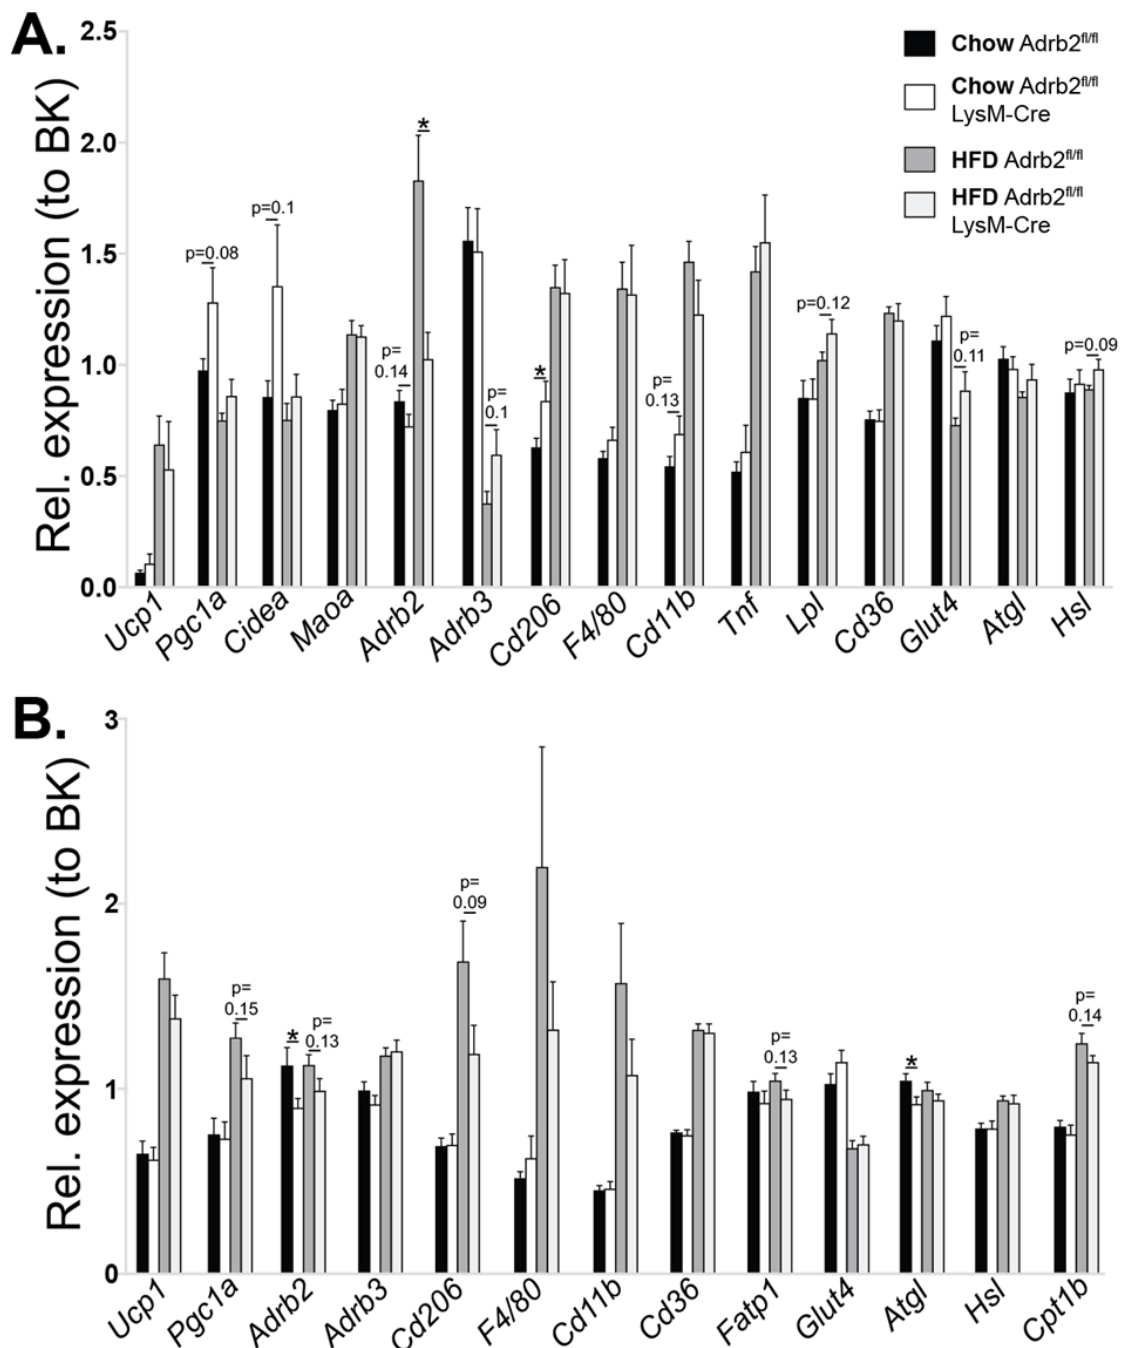 A.
Rel. expression (to BK)
2.5
2.0
1.5
1.0
0.5
0.0
Chow Adrb2fl/fl
Chow Adrb2fl/fl
LysM-Cre
HFD Adrb2fl/fl
HFD Adrb2fl/fl
LysM-Cre
p=0.08
p=0.1
p=
0.14
*
p=
0.1
*
p=
0.13
p=0.12
p=
0.11
p=0.09
Ucp1
Pgc1a
Cidea
Maoa
Adrb2
Adrb3
Cd206
F4/80
Cd11b
Tnf
Lpl
Cd36
Glut4
Atgl
Hsl
B.
Rel. expression (to BK)
3
2
1
0
p=
0.15
*
p=
0.13
p=
0.09
p=
0.13
*
p=
0.14
Ucp1
Pgc1a
Adrb2
Adrb3
Cd206
F4/80
Cd11b
Cd36
Fatp1
Glut4
Atgl
Hsl
Cpt1b